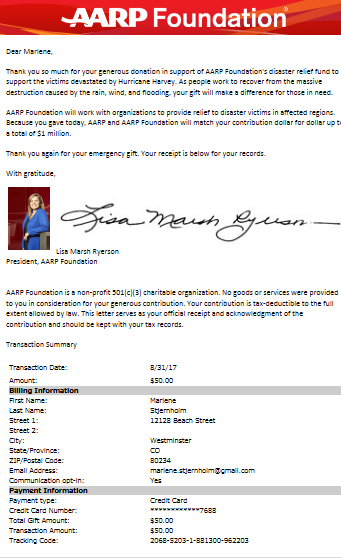 AARP Foundation
Dear Marlene,
Thank you so much for your generous donation in support of AARP Foundation's disaster relief fund to
support the victims devastated by Hurricane Harvey. As people work to recover from the massive
destruction caused by the rain, wind, and flooding, your gift will make a difference for those in need.
AARP Foundation will work with organizations to provide relief to disaster victims in affected regions.
Because you gave today, AARP and AARP Foundation will match your contribution dollar for dollar up to
a total of $1 million.
Thank you again for your emergency gift. Your receipt is below for your records.
With gratitude,
Lisa Marsh Ryerson
Lisa Marsh Ryerson
President, AARP Foundation
AARP Foundation is a non-profit 501(c)(3) charitable organization. No goods or services were provided
to you in consideration for your generous contribution. Your contribution is tax-deductible to the full
extent allowed by law. This letter serves as your official receipt and acknowledgment of the
contribution and should be kept with your tax records.
Transaction Summary
Transaction Date: 8/31/17
Amount: $50.00
Billing Information
First Name: Marlene
Last Name: Stjernholm
Street 1: 12128 Beach Street
Street 2:
City: Westminster
State/Province: CO
ZIP/Postal Code: 80234
Email Address: marlene.stjernholm@gmail.com
Communication opt-in: Yes
Payment Information
Payment type: Credit Card
Credit Card Number: ************7688
Total Gift Amount: $50.00
Transaction Amount: $50.00
Tracking Code: 2068-5203-1-881300-962203